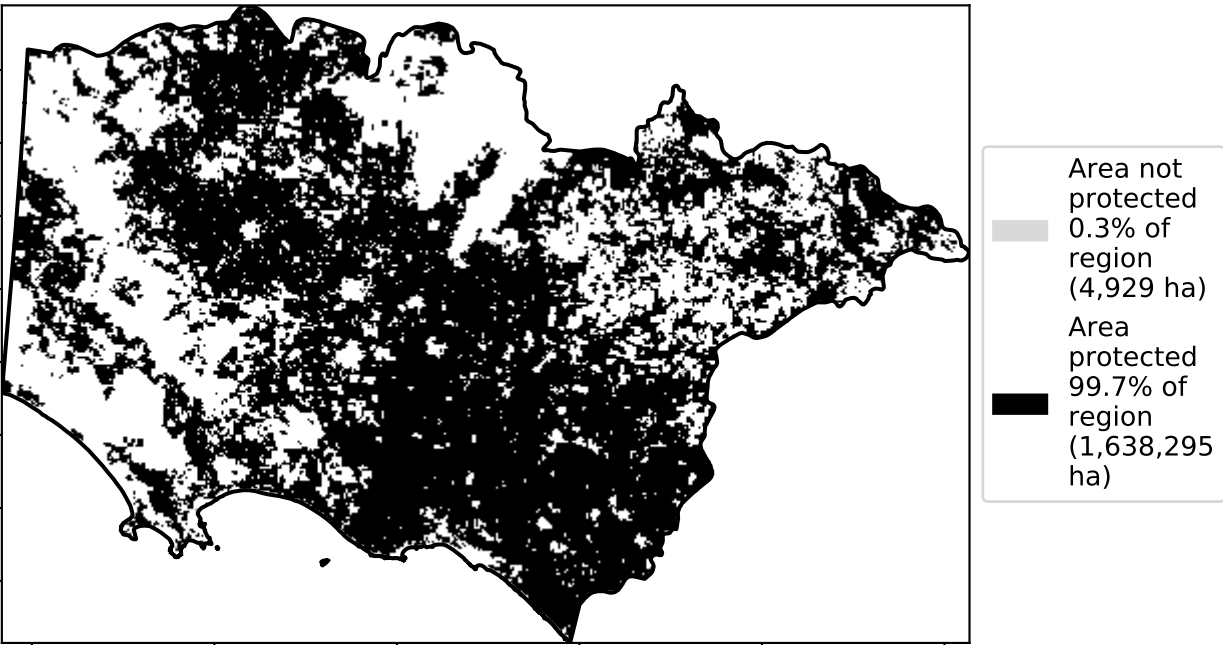 Area not
protected
0.3% of
region
(4,929 ha)
Area
protected
99.7% of
region
(1,638,295
ha)